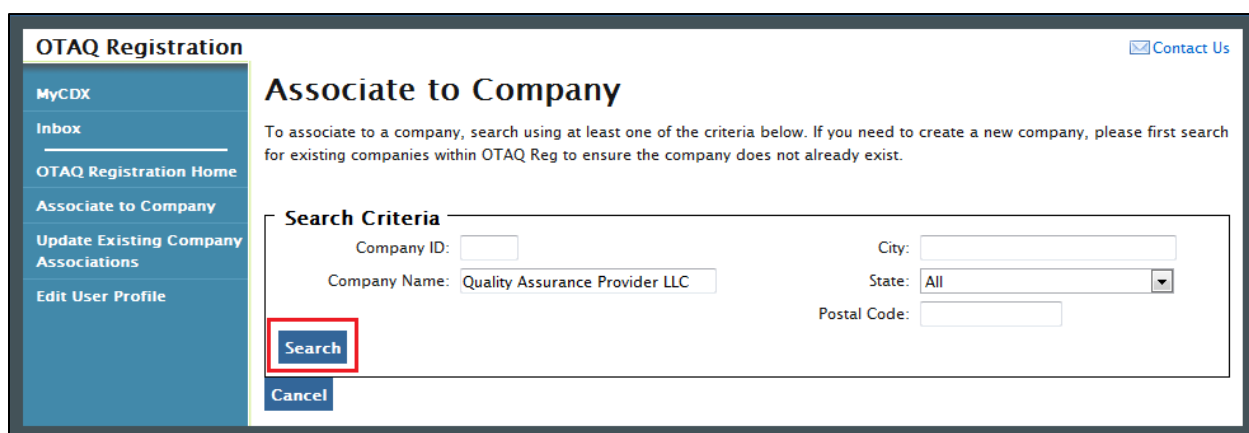 OTAQ Registration
Contact Us
MyCDX
Inbox
OTAQ Registration Home
Associate to Company
Update Existing Company
Associations
Edit User Profile
Associate to Company
To associate to a company, search using at least one of the criteria below. If you need to create a new company, please first search
for existing companies within OTAQ Reg to ensure the company does not already exist.
Search Criteria
Company ID:
City:
Company Name: Quality Assurance Provider LLC
State: All
Postal Code:
Search
Cancel